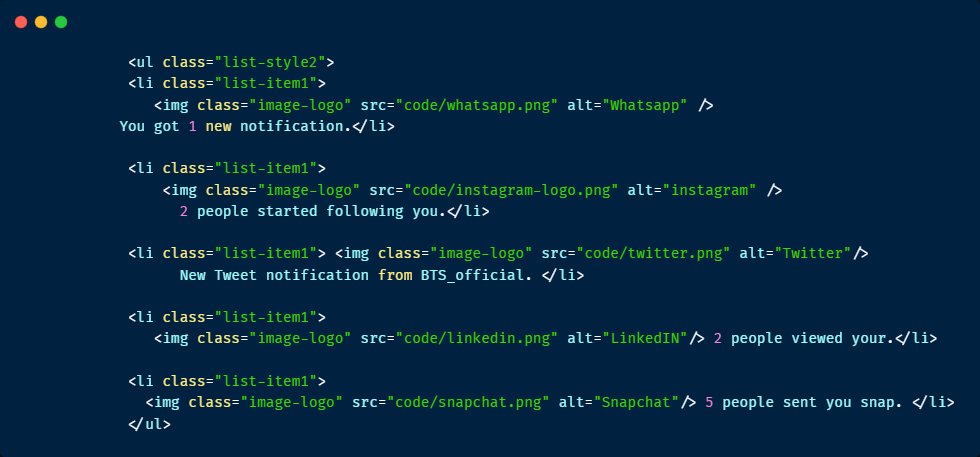 <ul class="list-style2">
<li class="list-item1">
<img class="image-logo" src="code/whatsapp.png" alt="Whatsapp" />
You got 1 new notification.</li>
<li class="list-item1">
<img class="image-logo" src="code/instagram-logo.png" alt="instagram" />
2 people started following you.</li>
<li class="list-item1"> <img class="image-logo" src="code/twitter.png" alt="Twitter"/>
New Tweet notification from BTS_official. </li>
<li class="list-item1">
<img class="image-logo" src="code/linkedin.png" alt="LinkedIN"/> 2 people viewed your.</li>
<li class="list-item1">
<img class="image-logo" src="code/snapchat.png" alt="Snapchat"/> 5 people sent you snap. </li>
</ul>